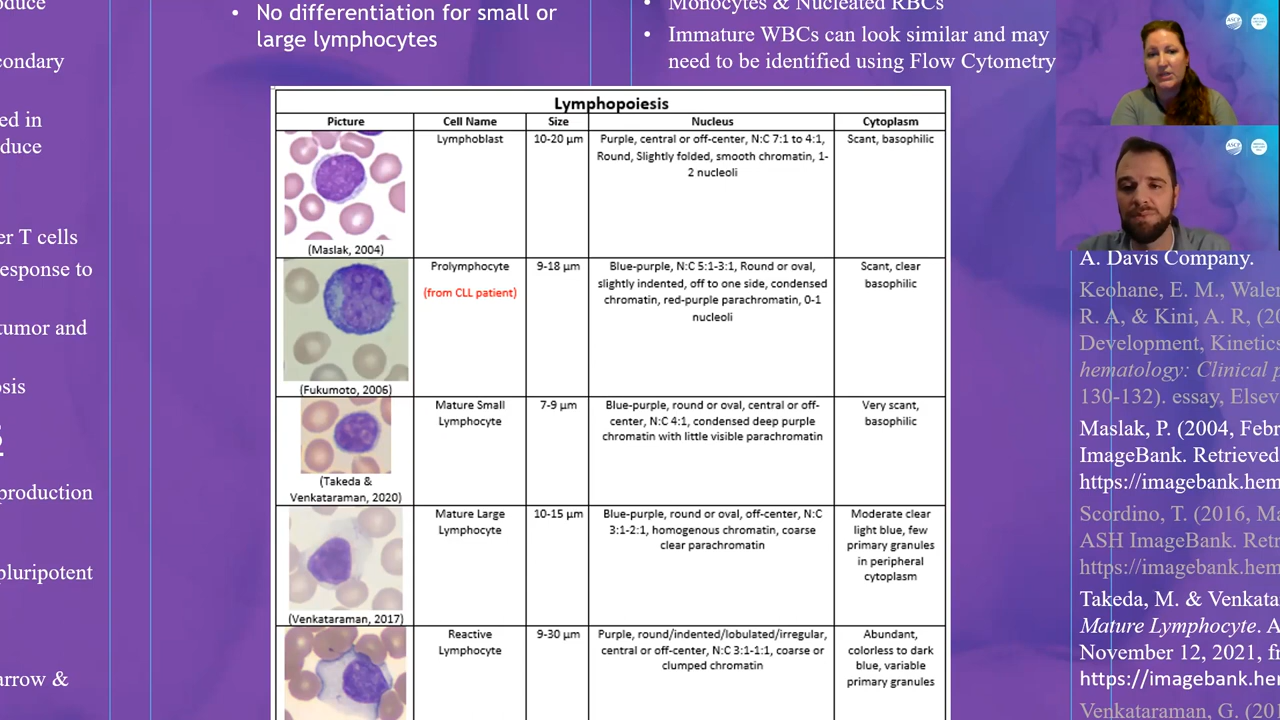 oduce
condary
ed in
duce
er T cells
esponse to
tumor and
osis
production
pluripotent
arrow &
• No differentiation for small or
large lymphocytes
• Monocytes & Nucleated RBCs
• Immature WBCs can look similar and may
need to be identified using Flow Cytometry
Lymphopoiesis
Picture Cell Name Size Nucleus Cytoplasm
Lymphoblast 10-20 µm Purple, central or off-center, N:C 7:1 to 4:1, Scant, basophilic
Round, Slightly folded, smooth chromatin, 1-
2 nucleoli
(Maslak, 2004)
Prolymphocyte 9-18 µm Blue-purple, N:C 5:1-3:1, Round or oval, Scant, clear
(from CLL patient) slightly indented, off to one side, condensed basophilic
chromatin, red-purple parachromatin, 0-1
nucleoli
(Fukumoto, 2006)
Mature Small 7-9 µm Blue-purple, round or oval, central or off- Very scant,
Lymphocyte center, N:C 4:1, condensed deep purple basophilic
chromatin with little visible parachromatin
(Takeda &
Venkataraman, 2020)
Mature Large 10-15 µm Blue-purple, round or oval, off-center, N:C Moderate clear
Lymphocyte 3:1-2:1, homogenous chromatin, coarse light blue, few
clear parachromatin primary granules
in peripheral
cytoplasm
(Venkataraman, 2017)
Reactive 9-30 µm Purple, round/indented/lobulated/irregular, Abundant,
Lymphocyte central or off-center, N:C 3:1-1:1, coarse or colorless to dark
clumped chromatin blue, variable
primary granules
ASCP
ASCP
A. Davis Company.
Keohane, E. M., Waler
R. A, & Kini, A. R, (20
Development, Kinetics
hematology: Clinical p
130-132). essay, Elsev
Maslak, P. (2004, Febr
ImageBank. Retrieved
https://imagebank.hem
Scordino, T. (2016, Ma
ASH ImageBank. Retr
https://imagebank.hem
Takeda, M. & Venkata
Mature Lymphocyte. A
November 12, 2021, fr
https://imagebank.her
Venkataraman, G. (201